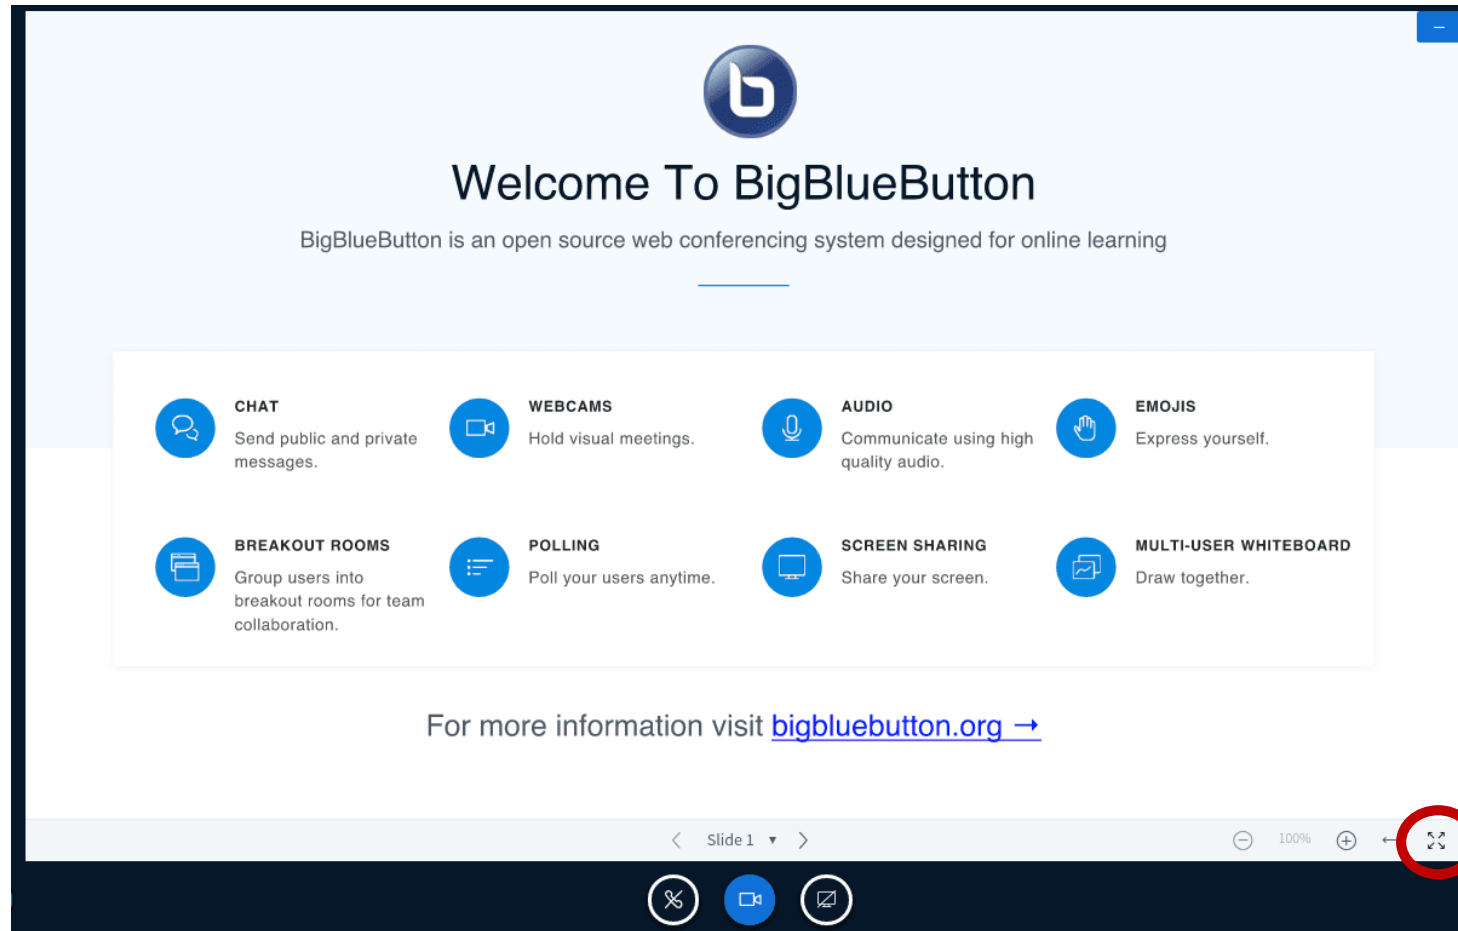 Welcome To BigBlueButton
BigBlueButton is an open source web conferencing system designed for online learning
CHAT
Send public and private
messages.
WEBCAMS
Hold visual meetings.
AUDIO
Communicate using high
quality audio.
EMOJIS
Express yourself.
BREAKOUT ROOMS
Group users into
breakout rooms for team
collaboration.
POLLING
Poll your users anytime.
SCREEN SHARING
Share your screen.
MULTI-USER WHITEBOARD
Draw together.
For more information visit bigbluebutton.org →
Slide 1
100%